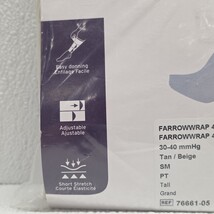 Easy donning
Enfilage Facile
Adjustable
Ajustable
Short Stretch
Courte Élasticité
FARROWWRAP 4
FARROWWRAP 4
30-40 mmHg
Tan / Beige
SM
PT
Tall
Grand
REF 76661-05